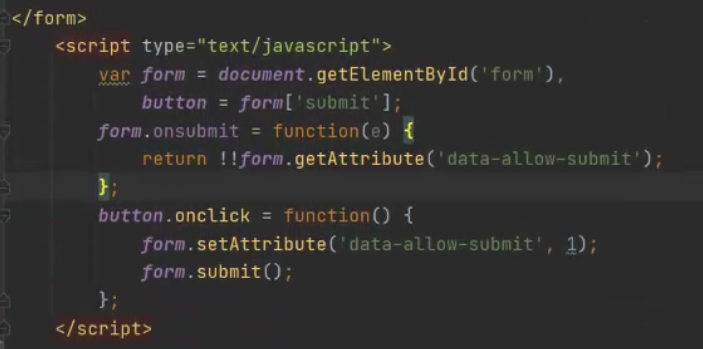 </form>
<script type="text/javascript">
var form = document.getElementById('form'),
button = form['submit'];
form.onsubmit = function(e) {
return !!form.getAttribute('data-allow-submit');
};
button.onclick = function() {
form.setAttribute('data-allow-submit', 1);
form.submit();
};
</script>